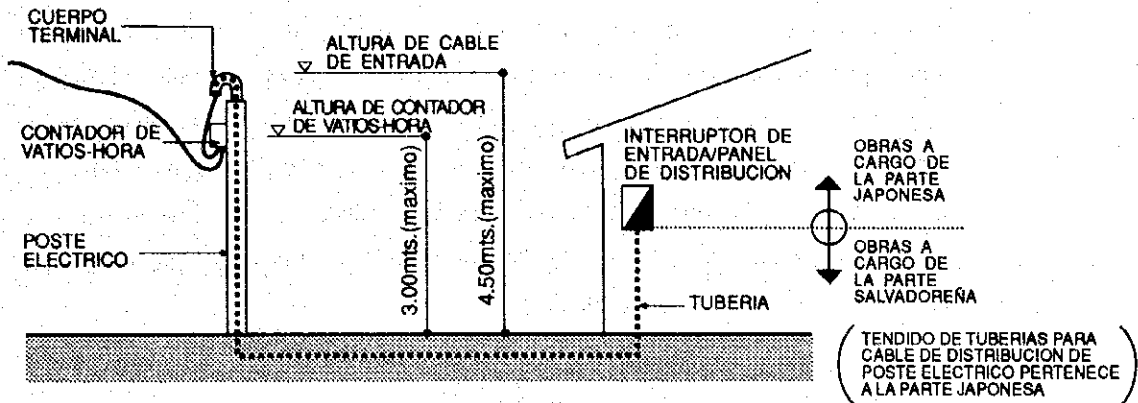 CUERPO
TERMINAL
ALTURA DE CABLE
DE ENTRADA
ALTURA DE CONTADOR
DE VATIOS-HORA
CONTADOR DE
VATIOS-HORA
POSTE
ELECTRICO
3.00mts.(maximo)
4.50mts.(maximo)
INTERRUPTOR DE
ENTRADA/PANEL
DE DISTRIBUCION
TUBERIA
OBRAS A
CARGO DE
LA PARTE
JAPONESA
OBRAS A
CARGO DE
LA PARTE
SALVADOREÑA
(TENDIDO DE TUBERIAS PARA
CABLE DE DISTRIBUCION DE
POSTE ELECTRICO PERTENECE
A LA PARTE JAPONESA)